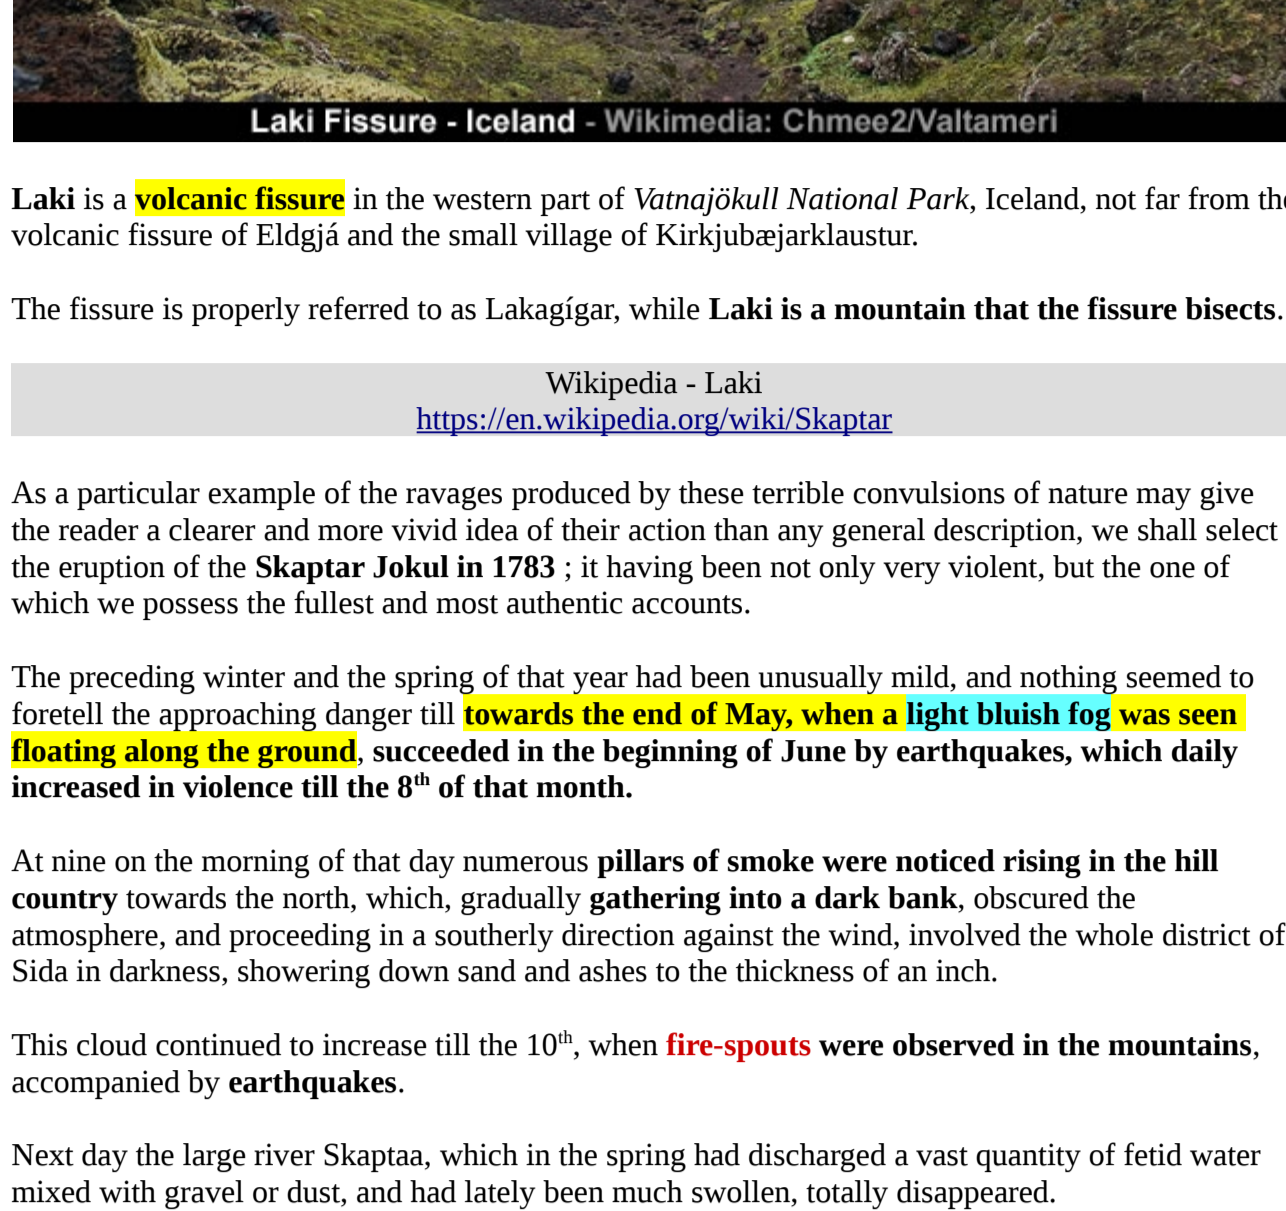 Laki Fissure - Iceland - Wikimedia: Chmee2/Valtameri
Laki is a volcanic fissure in the western part of Vatnajökull National Park, Iceland, not far from the
volcanic fissure of Eldgjá and the small village of Kirkjubæjarklaustur.
The fissure is properly referred to as Lakagígar, while Laki is a mountain that the fissure bisects.
Wikipedia - Laki
https://en.wikipedia.org/wiki/Skaptar
As a particular example of the ravages produced by these terrible convulsions of nature may give
the reader a clearer and more vivid idea of their action than any general description, we shall select
the eruption of the Skaptar Jokul in 1783 ; it having been not only very violent, but the one of
which we possess the fullest and most authentic accounts.
The preceding winter and the spring of that year had been unusually mild, and nothing seemed to
foretell the approaching danger till towards the end of May, when a light bluish fog was seen
floating along the ground, succeeded in the beginning of June by earthquakes, which daily
increased in violence till the 8th of that month.
At nine on the morning of that day numerous pillars of smoke were noticed rising in the hill
country towards the north, which, gradually gathering into a dark bank, obscured the
atmosphere, and proceeding in a southerly direction against the wind, involved the whole district of
Sida in darkness, showering down sand and ashes to the thickness of an inch.
This cloud continued to increase till the 10th, when fire-spouts were observed in the mountains,
accompanied by earthquakes.
Next day the large river Skaptaa, which in the spring had discharged a vast quantity of fetid water
mixed with gravel or dust, and had lately been much swollen, totally disappeared.